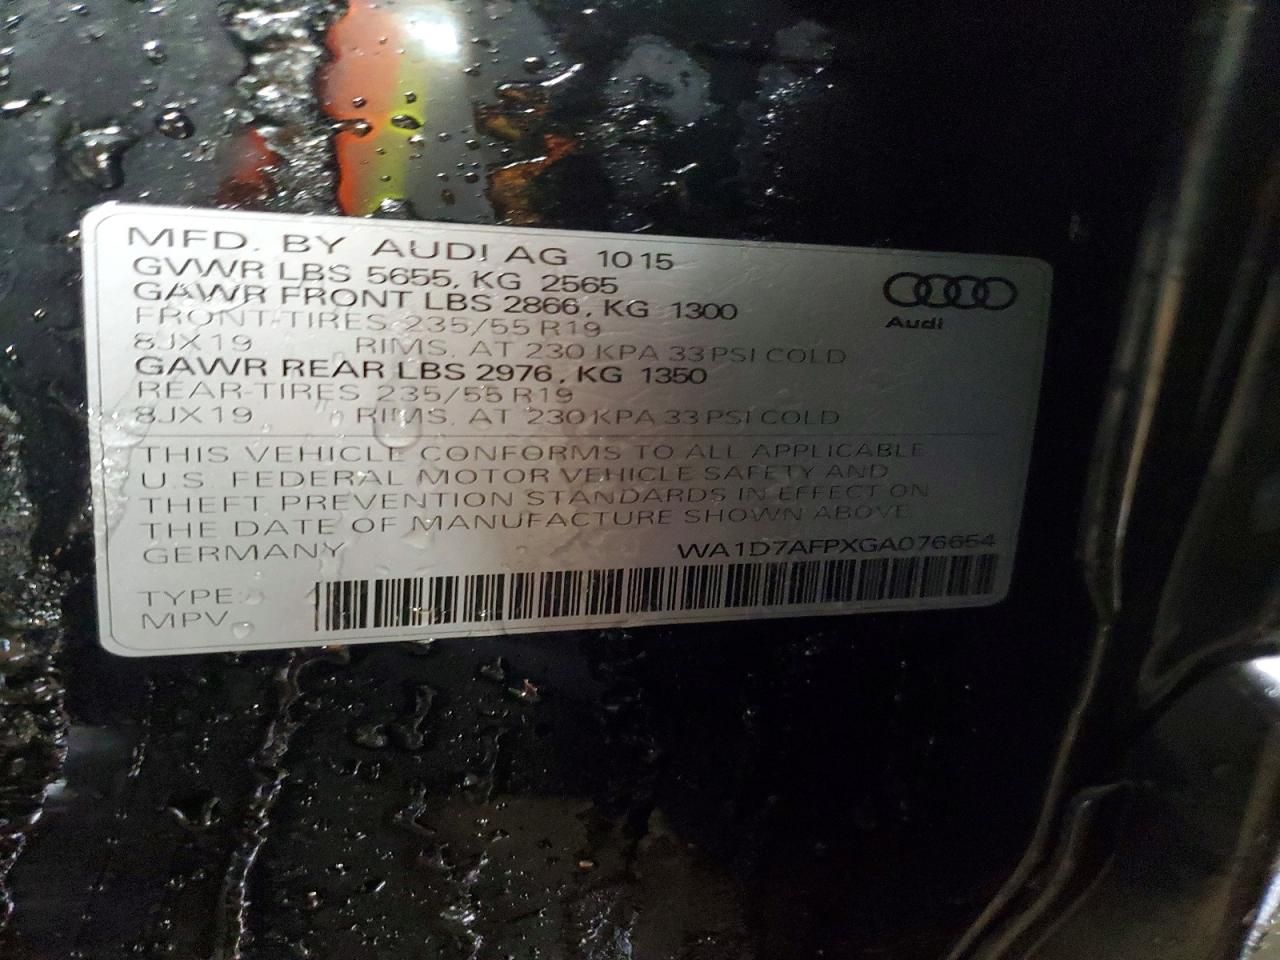 MFD. BY AUDI AG 10 15
GVWR LBS 5655, KG 2565
GAWR FRONT LBS 2866, KG 1300
FRONT-TIRES 235/55 R19
8JX19 RIMS. AT 230 KPA 33 PSI COLD
GAWR REAR LBS 2976, KG 1350
REAR-TIRES 235/55 R19
8JX19 RIMS. AT 230 KPA 33 PSI COLD
Audi
THIS VEHICLE CONFORMS TO ALL APPLICABLE
U.S. FEDERAL MOTOR VEHICLE SAFETY AND
THEFT PREVENTION STANDARDS IN EFFECT ON
THE DATE OF MANUFACTURE SHOWN ABOVE
GERMANY WA1D7AFPXGA076654
TYPE:
MPV